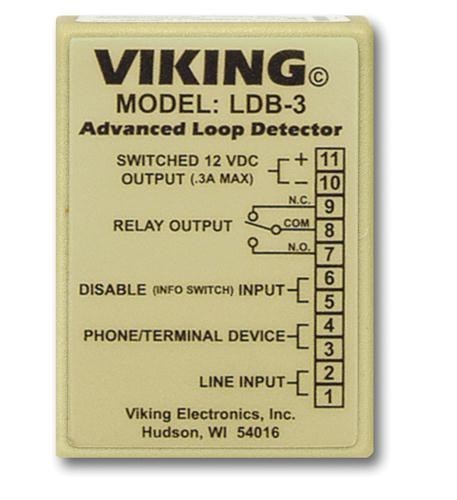 VIKING©
MODEL: LDB-3
Advanced Loop Detector
SWITCHED 12 VDC + 11
OUTPUT (.3A MAX) – 10
N.C. 9
RELAY OUTPUT COM 8
N.O. 7
DISABLE (INFO SWITCH) INPUT 6
5
PHONE/TERMINAL DEVICE 4
3
LINE INPUT 2
1
Viking Electronics, Inc.
Hudson, WI 54016